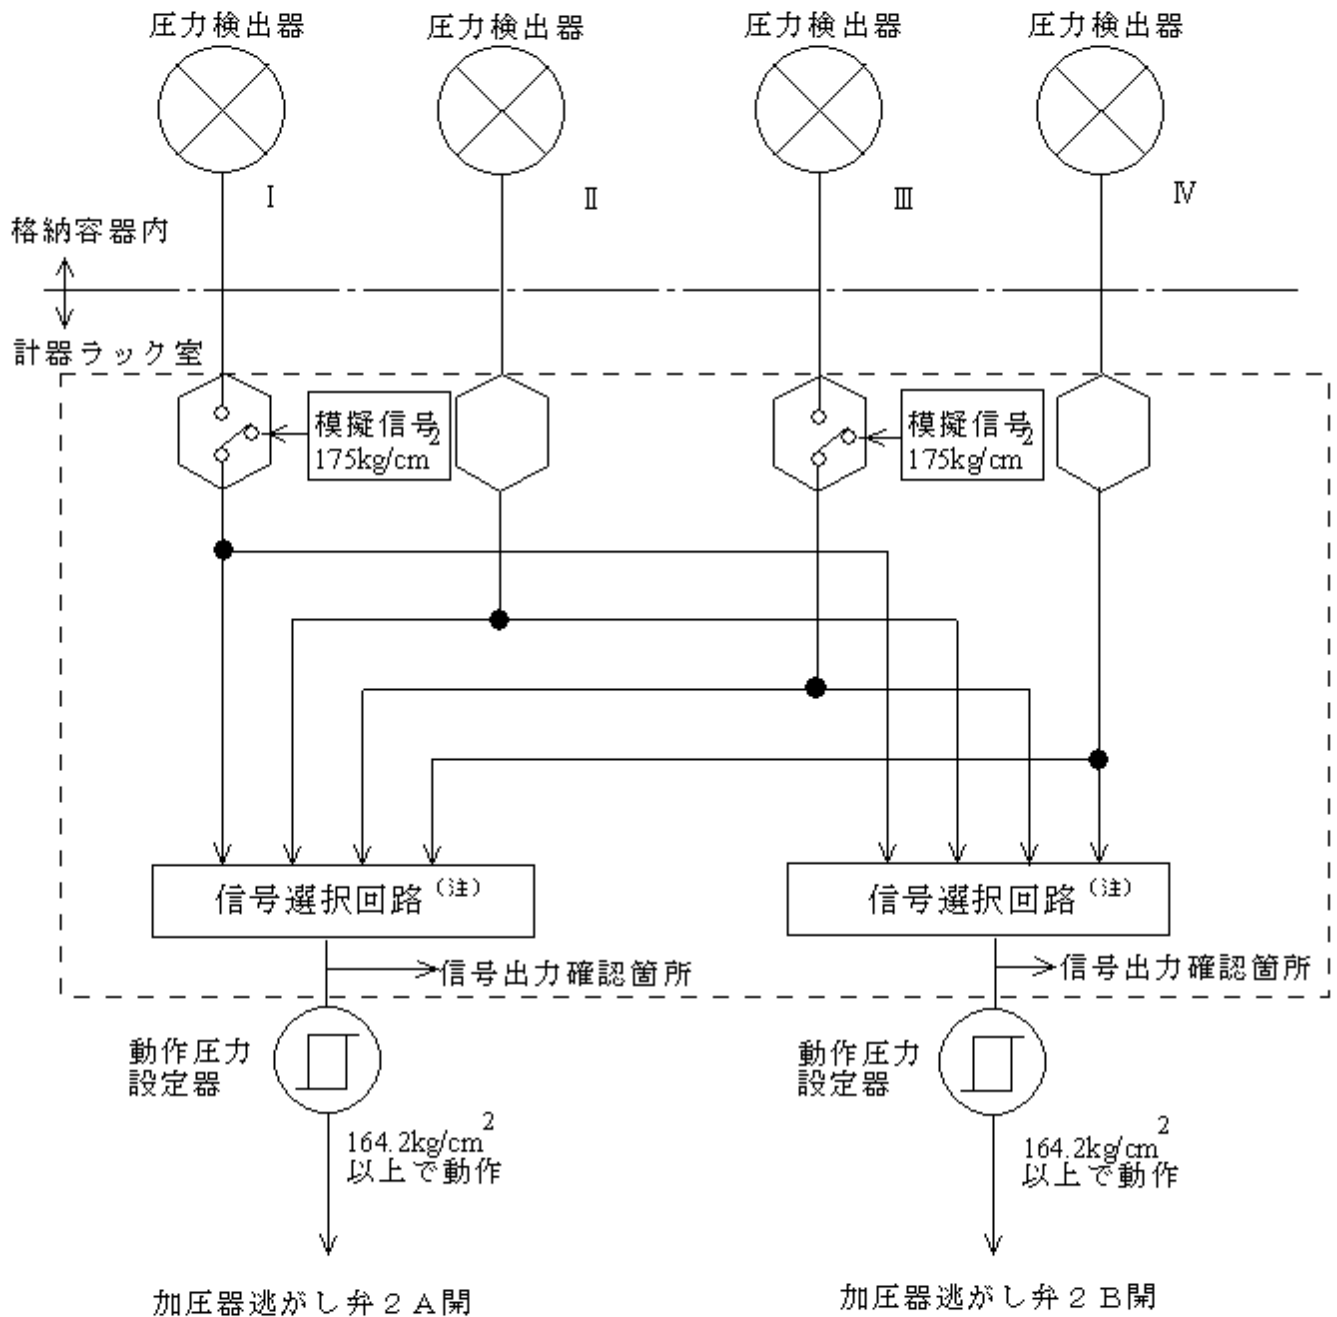 圧力検出器
圧力検出器
圧力検出器
圧力検出器
Ⅰ
Ⅱ
Ⅲ
Ⅳ
格納容器内
計器ラック室
模擬信号
175kg/cm²
模擬信号
175kg/cm²
信号選択回路（注）
信号選択回路（注）
信号出力確認箇所
信号出力確認箇所
動作圧力
設定器
動作圧力
設定器
164.2kg/cm²
以上で動作
164.2kg/cm²
以上で動作
加圧器逃がし弁２Ａ開
加圧器逃がし弁２Ｂ開